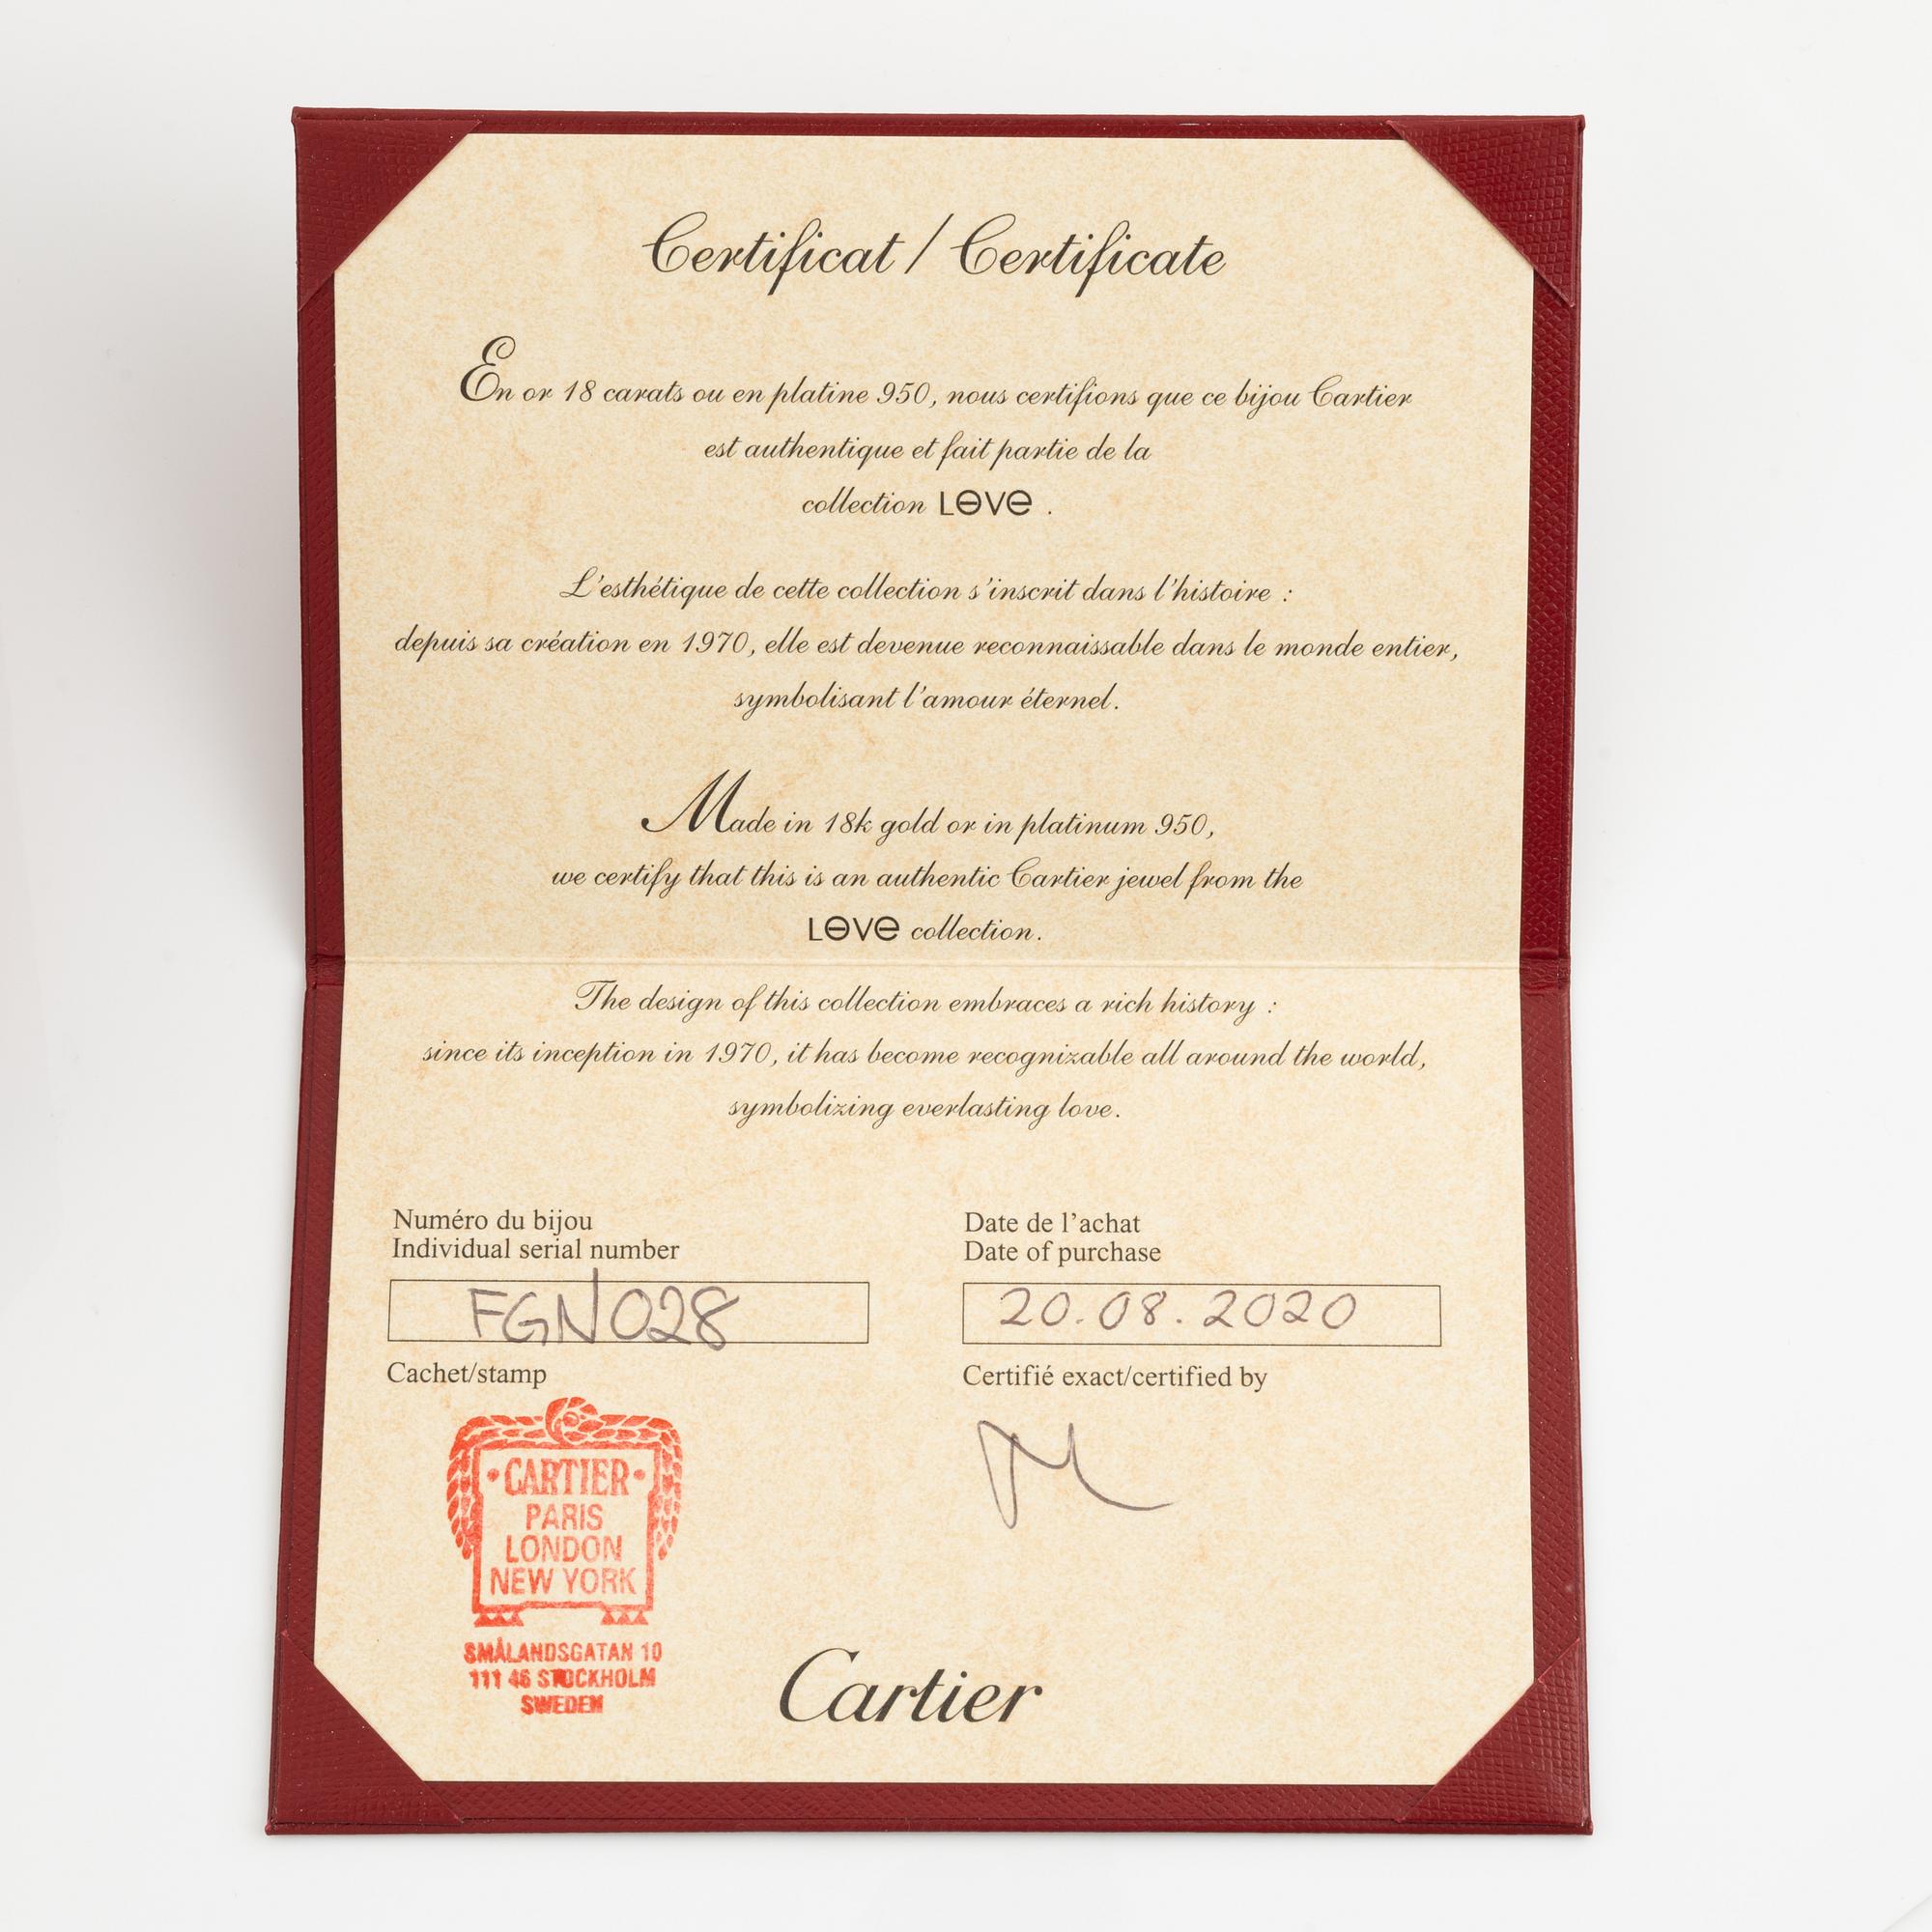 Certificat / Certificate
En or 18 carats ou en platine 950, nous certifions que ce bijou Cartier
est authentique et fait partie de la
collection LOVE .
L'esthétique de cette collection s'inscrit dans l'histoire :
depuis sa création en 1970, elle est devenue reconnaissable dans le monde entier,
symbolisant l'amour éternel.
Made in 18k gold or in platinum 950,
we certify that this is an authentic Cartier jewel from the
LOVE collection.
The design of this collection embraces a rich history :
since its inception in 1970, it has become recognizable all around the world,
symbolizing everlasting love.
Numéro du bijou
Individual serial number
FGN028
Date de l'achat
Date of purchase
20.08.2020
Cachet/stamp
Certifié exact/certified by
·CARTIER·
PARIS
LONDON
NEW YORK
SMÅLANDSGATAN 10
111 46 STOCKHOLM
SWEDEN
Cartier